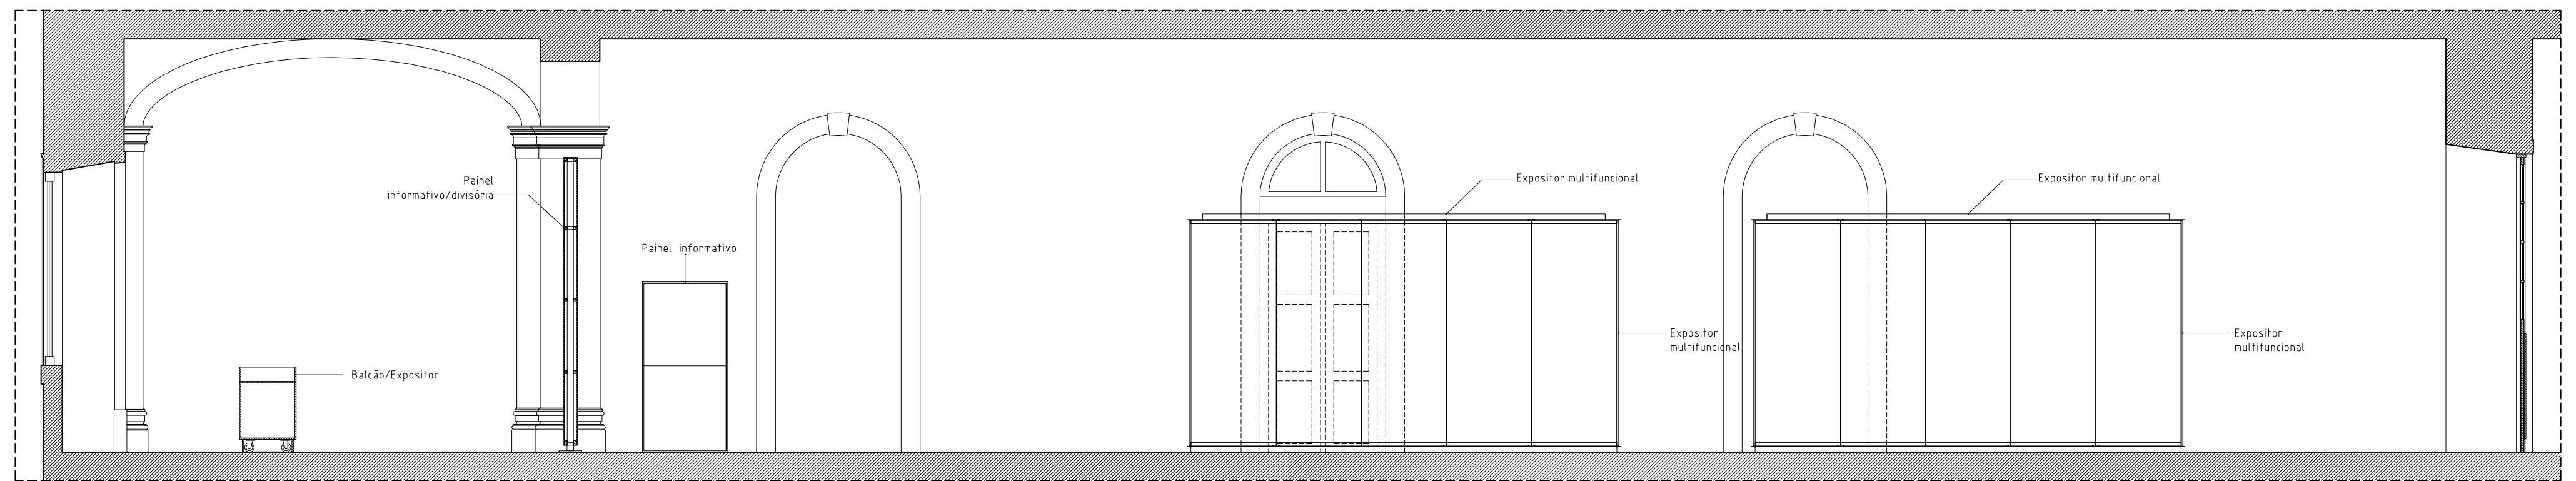 Painel
informativo/divisória
Painel informativo
Balcão/Expositor
Expositor multifuncional
Expositor
multifuncional
Expositor multifuncional
Expositor
multifuncional